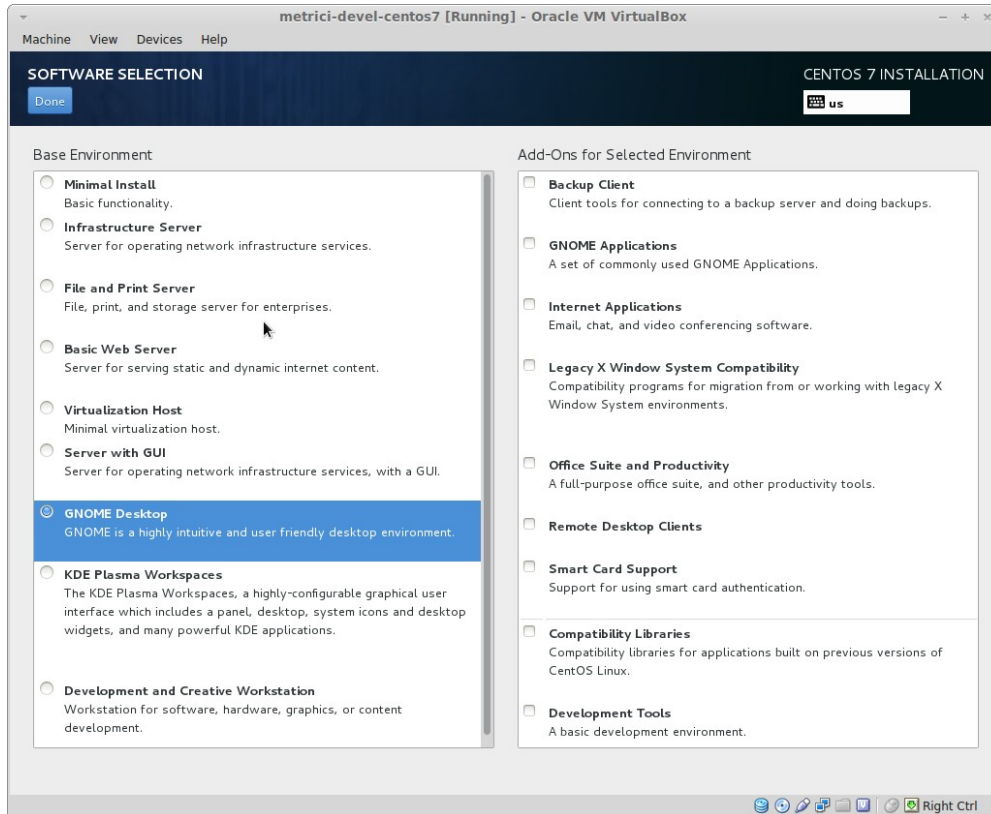 metrici-devel-centos7 [Running] - Oracle VM VirtualBox
Machine View Devices Help
SOFTWARE SELECTION
Done
CENTOS 7 INSTALLATION
us
Base Environment
Minimal Install
Basic functionality.
Infrastructure Server
Server for operating network infrastructure services.
File and Print Server
File, print, and storage server for enterprises.
Basic Web Server
Server for serving static and dynamic internet content.
Virtualization Host
Minimal virtualization host.
Server with GUI
Server for operating network infrastructure services, with a GUI.
GNOME Desktop
GNOME is a highly intuitive and user friendly desktop environment.
KDE Plasma Workspaces
The KDE Plasma Workspaces, a highly-configurable graphical user
interface which includes a panel, desktop, system icons and desktop
widgets, and many powerful KDE applications.
Development and Creative Workstation
Workstation for software, hardware, graphics, or content
development.
Add-Ons for Selected Environment
Backup Client
Client tools for connecting to a backup server and doing backups.
GNOME Applications
A set of commonly used GNOME Applications.
Internet Applications
Email, chat, and video conferencing software.
Legacy X Window System Compatibility
Compatibility programs for migration from or working with legacy X
Window System environments.
Office Suite and Productivity
A full-purpose office suite, and other productivity tools.
Remote Desktop Clients
Smart Card Support
Support for using smart card authentication.
Compatibility Libraries
Compatibility libraries for applications built on previous versions of
CentOS Linux.
Development Tools
A basic development environment.
Right Ctrl